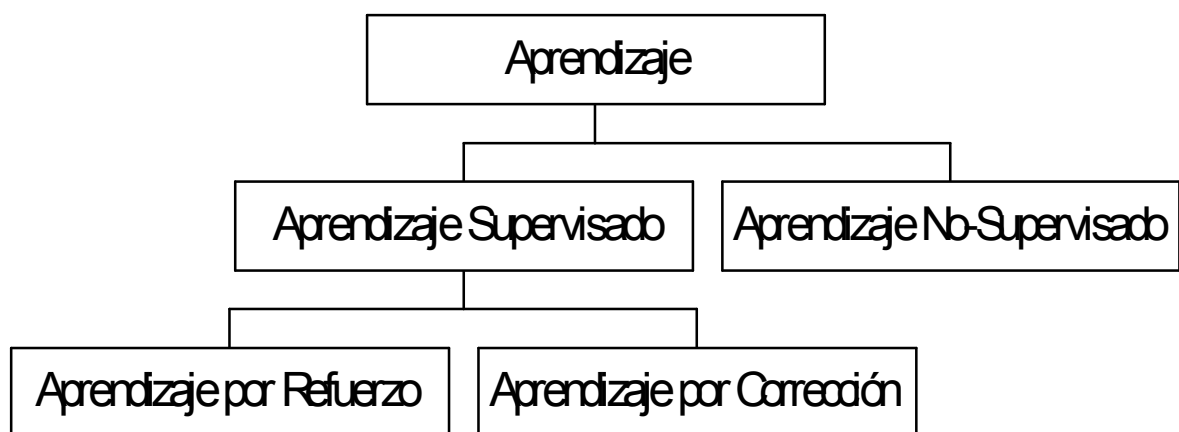 Aprendizaje
Aprendizaje Supervisado
Aprendizaje No-Supervisado
Aprendizaje por Refuerzo
Aprendizaje por Corrección